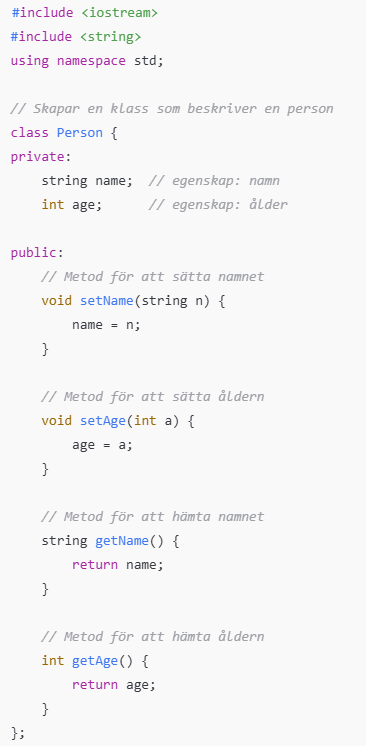 #include <iostream>
#include <string>
using namespace std;

// Skapar en klass som beskriver en person
class Person {
private:
    string name;  // egenskap: namn
    int age;      // egenskap: ålder

public:
    // Metod för att sätta namnet
    void setName(string n) {
        name = n;
    }

    // Metod för att sätta åldern
    void setAge(int a) {
        age = a;
    }

    // Metod för att hämta namnet
    string getName() {
        return name;
    }

    // Metod för att hämta åldern
    int getAge() {
        return age;
    }
};